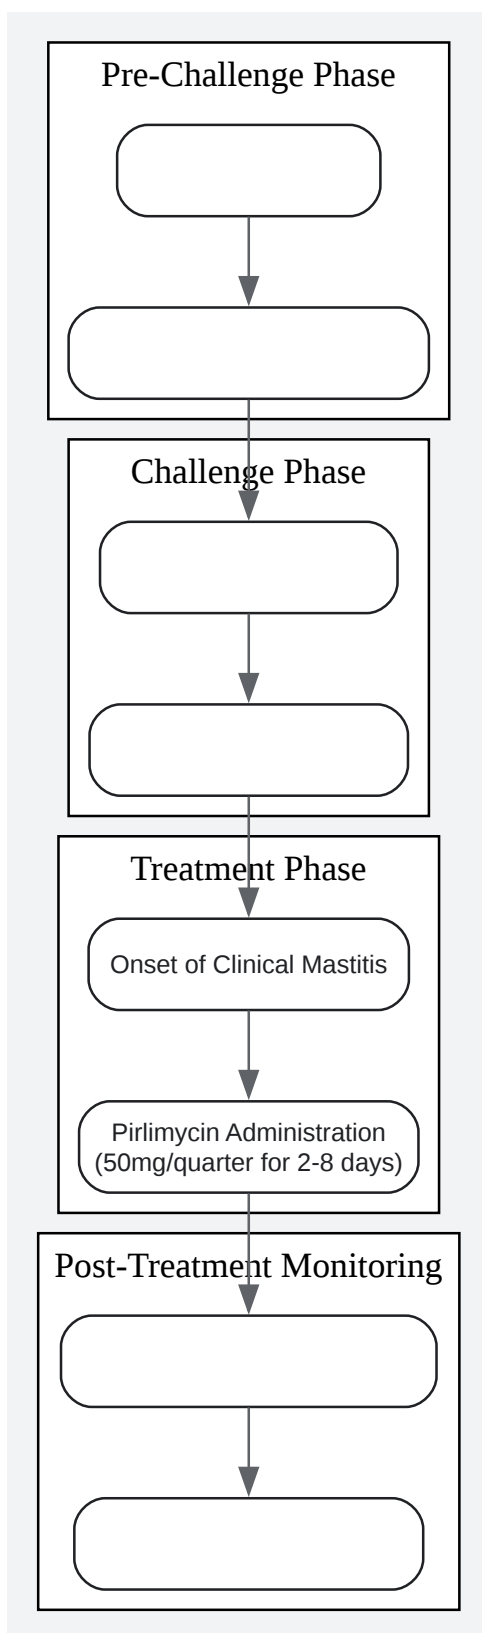 Pre-Challenge Phase
Challenge Phase
Treatment Phase
Onset of Clinical Mastitis
Pirlimycin Administration
(50mg/quarter for 2-8 days)
Post-Treatment Monitoring